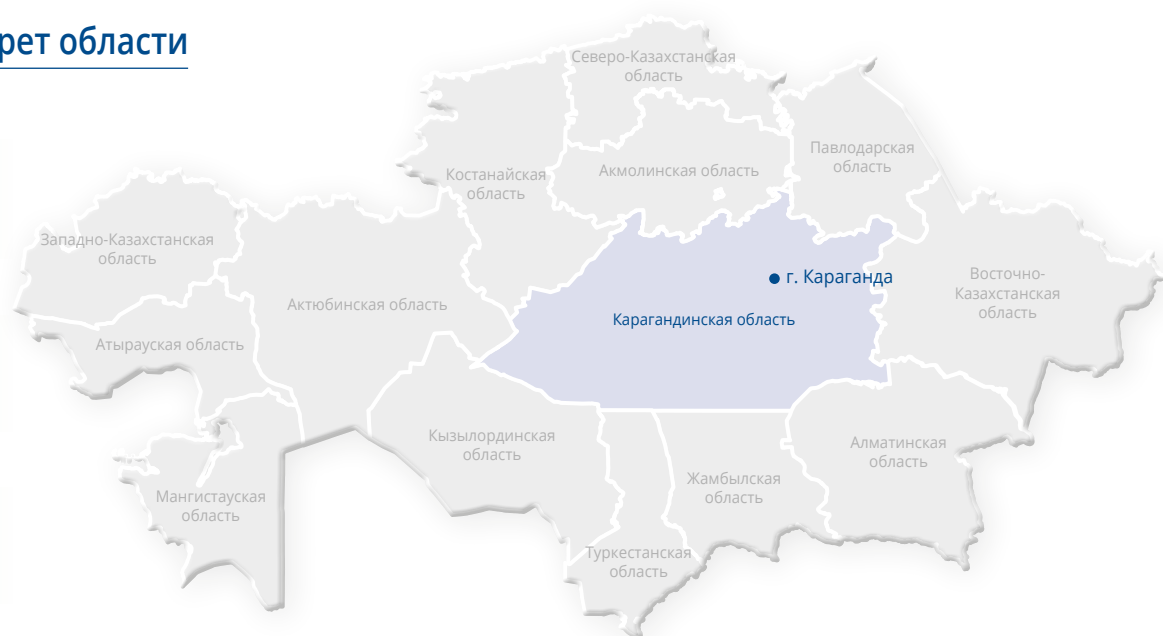 рет области
Северо-Казахстанская
область
Павлодарская
область
Акмолинская область
Костанайская
область
Западно-Казахстанская
область
г. Караганда
Восточно-
Казахстанская
область
Актюбинская область
Карагандинская область
Атырауская область
Кызылординская
область
Алматинская
область
Жамбылская
область
Мангистауская
область
Туркестанская
область